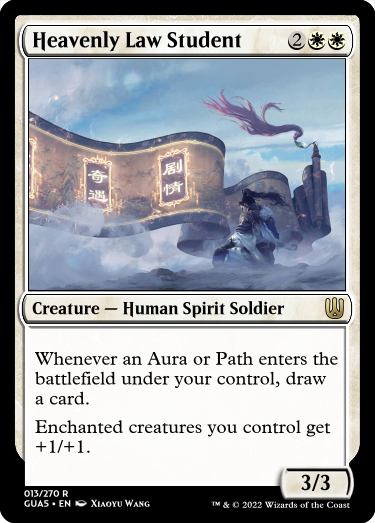 Heavenly Law Student 2
奇遇
剧情
Creature — Human Spirit Soldier
Whenever an Aura or Path enters the
battlefield under your control, draw
a card.
Enchanted creatures you control get
+1/+1.
3/3
013/270 R
GUA5 • EN XIAOYU WANG
™ & © 2022 Wizards of the Coast